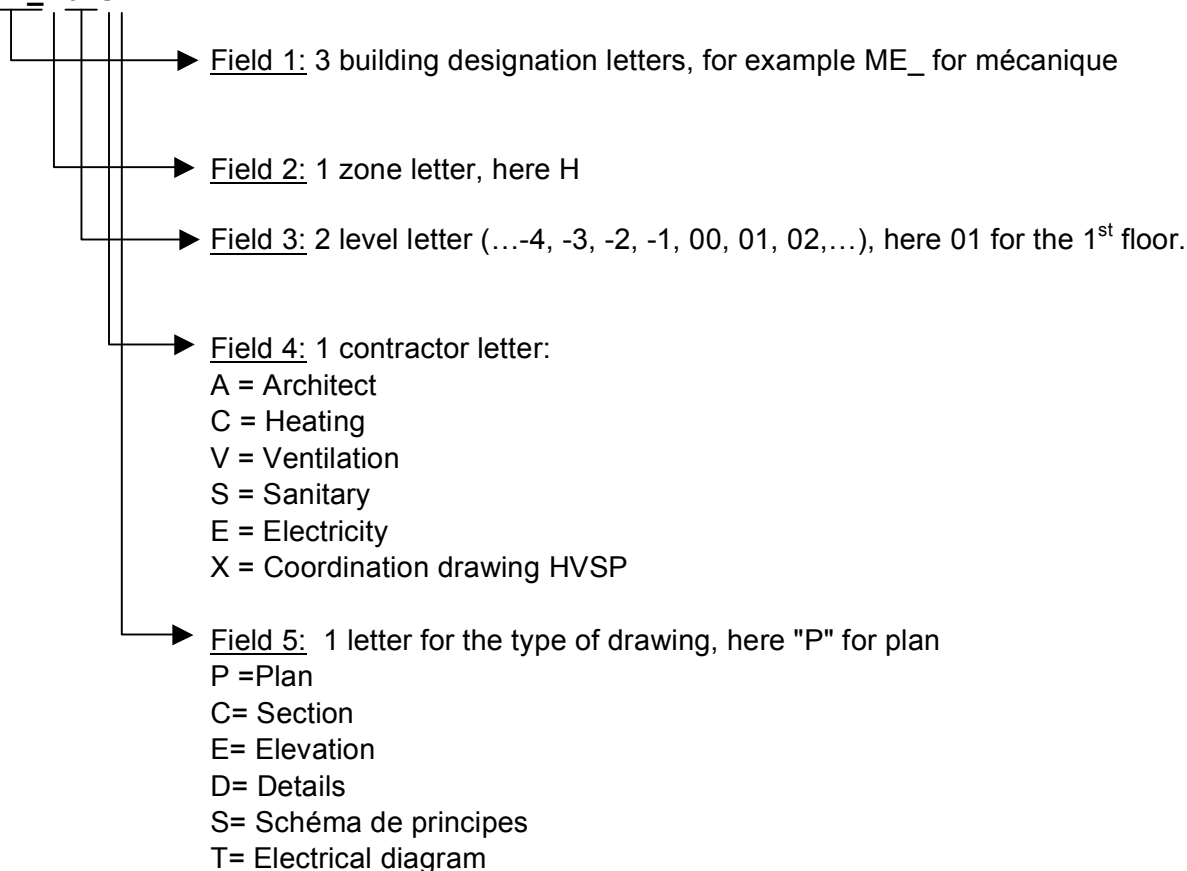 Field 1: 3 building designation letters, for example ME_ for mécanique
Field 2: 1 zone letter, here H
Field 3: 2 level letter (…-4, -3, -2, -1, 00, 01, 02,…), here 01 for the 1st floor.
Field 4: 1 contractor letter:
A = Architect
C = Heating
V = Ventilation
S = Sanitary
E = Electricity
X = Coordination drawing HVSP
Field 5: 1 letter for the type of drawing, here "P" for plan
P =Plan
C= Section
E= Elevation
D= Details
S= Schéma de principes
T= Electrical diagram